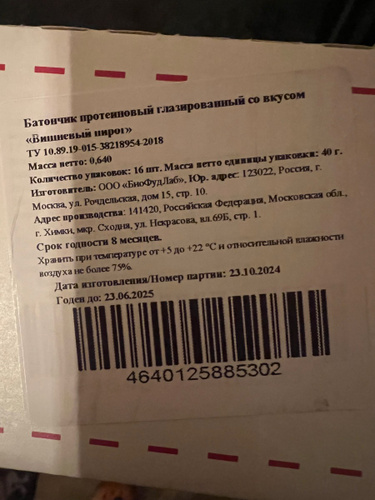 Батончик протеиновый глазированный со вкусом
«Вишневый пирог»
ТУ 10.89.19-015-38218954-2018
Масса нетто: 0,640
Количество упаковок: 16 шт. Масса нетто единицы упаковки: 40 г.
Изготовитель: ООО «БиоФудЛаб», Юр. адрес: 123022, Россия, г.
Москва, ул. Рочдельская, дом 15, стр. 10.
Адрес производства: 141420, Российская Федерация, Московская обл.,
г. Химки, мкр. Сходня, ул. Некрасова, вл.69Б, стр. 1.
Срок годности 8 месяцев.
Хранить при температуре от +5 до +22 °С и относительной влажности
воздуха не более 75%.
Дата изготовления/Номер партии: 23.10.2024
Годен до: 23.06.2025
4640125885302